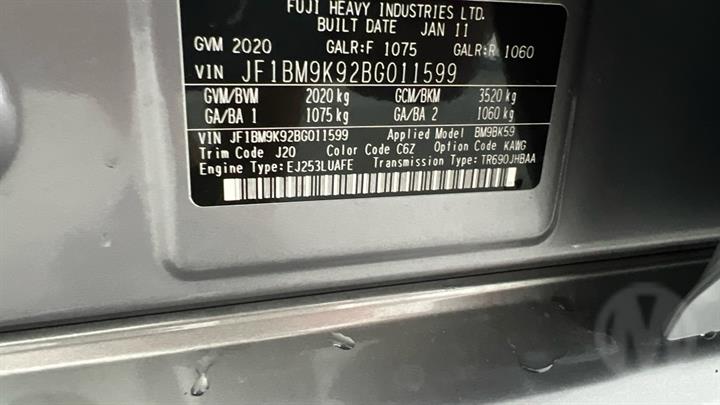 FUJI HEAVY INDUSTRIES LTD.
BUILT DATE JAN 11
GVM 2020 GALR:F 1075 GALR:R 1060
VIN JF1BM9K92BG011599
GVM/BVM 2020 kg GCM/BKM 3520 kg
GA/BA 1 1075 kg GA/BA 2 1060 kg
VIN JF1BM9K92BG011599 Applied Model BM9BK59
Trim Code J20 Color Code C6Z Option Code KAWG
Engine Type:EJ253LUAFE Transmission Type:TR690JHBAA
M